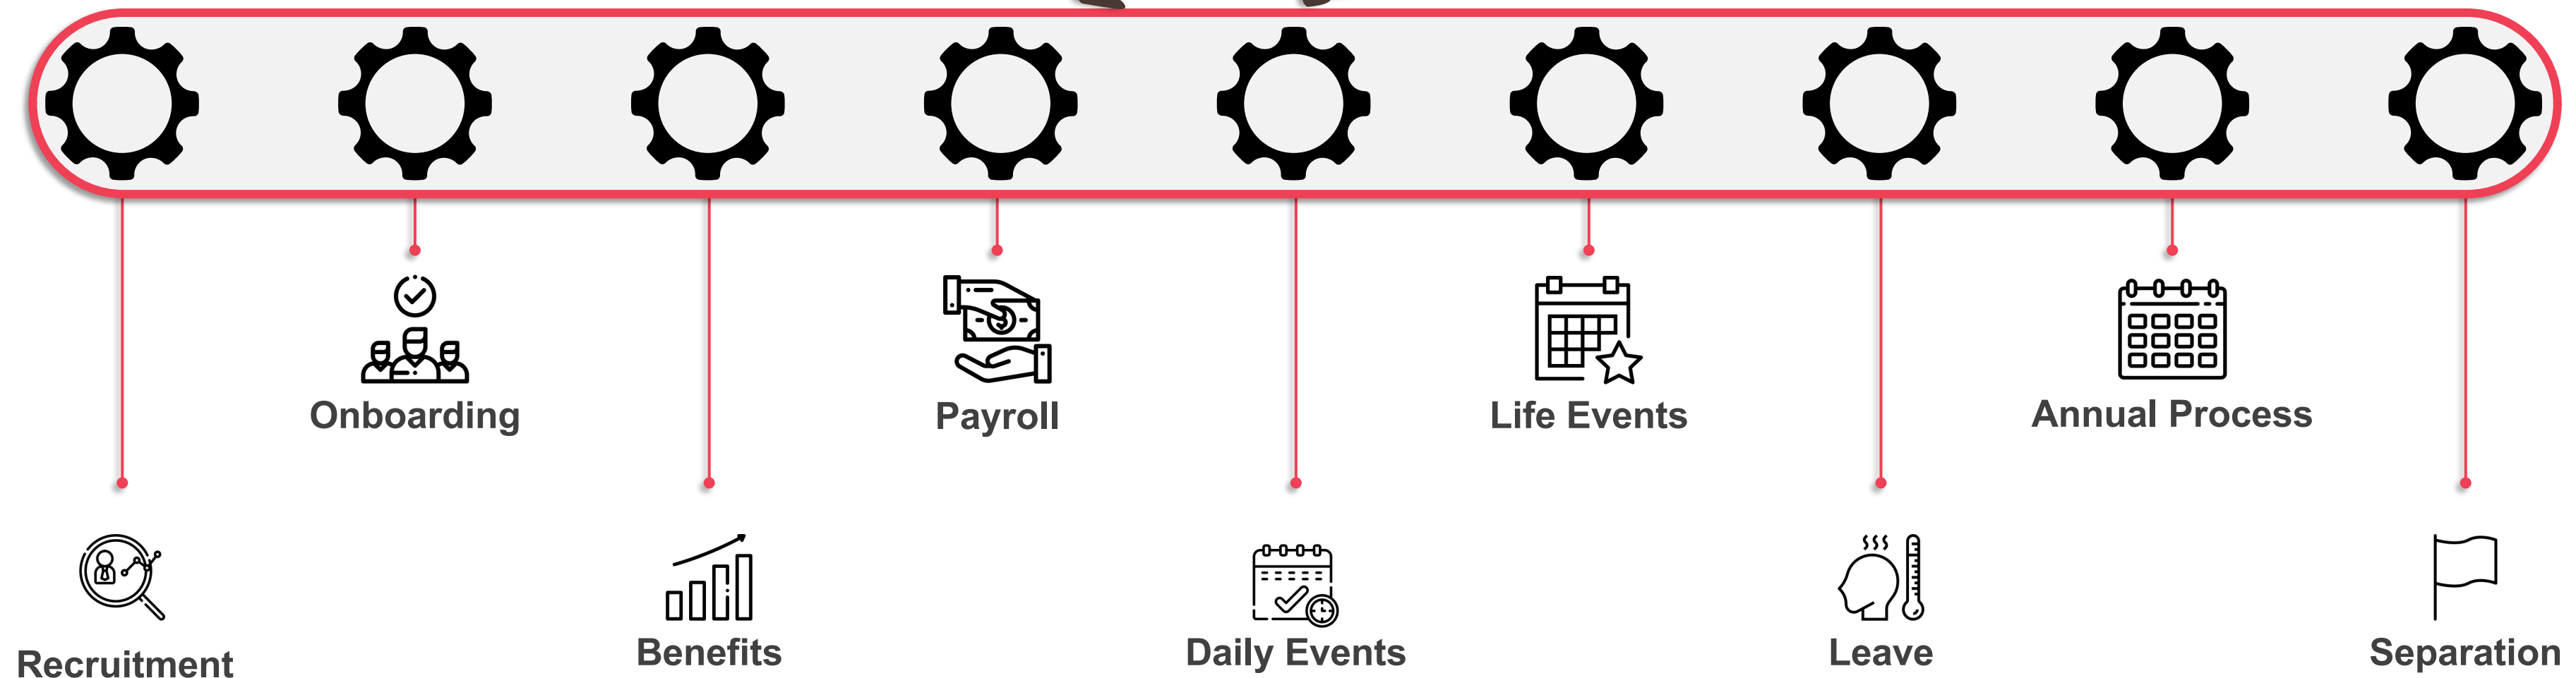 Onboarding
Payroll
Life Events
Annual Process
Recruitment
Benefits
Daily Events
Leave
Separation